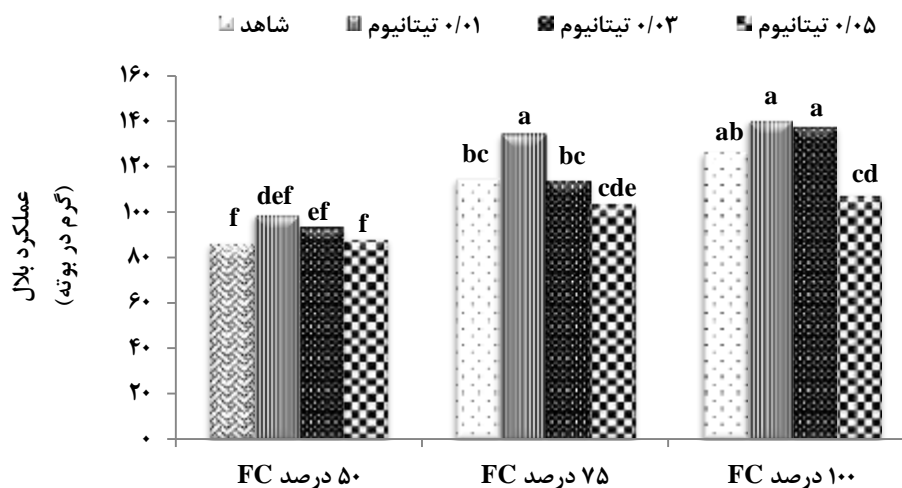 شاهد ۰/۰۱ تیتانیوم ۰/۰۳ تیتانیوم ۰/۰۵ تیتانیوم
عملکرد بلال
(گرم در بوته)
۱۶۰
۱۴۰
۱۲۰
۱۰۰
۸۰
۶۰
۴۰
۲۰
۰
f def ef f
bc a bc cde
ab a a cd
۵۰ درصد FC
۷۵ درصد FC
۱۰۰ درصد FC